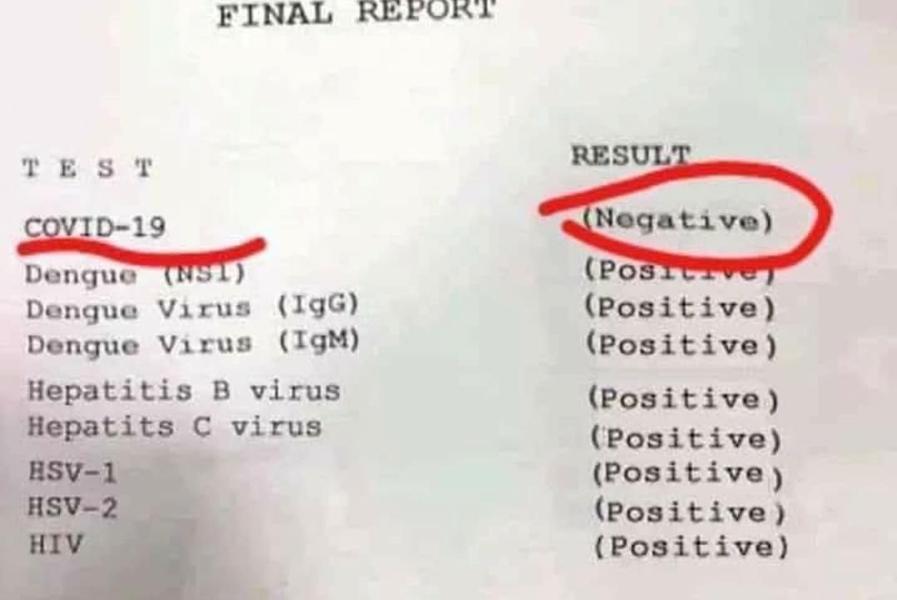 FINAL REPORT
TEST RESULT
COVID-19 (Negative)
Dengue (NS1) (Positive)
Dengue Virus (IgG) (Positive)
Dengue Virus (IgM) (Positive)
Hepatitis B virus (Positive)
Hepatits C virus (Positive)
HSV-1 (Positive)
HSV-2 (Positive)
HIV (Positive)